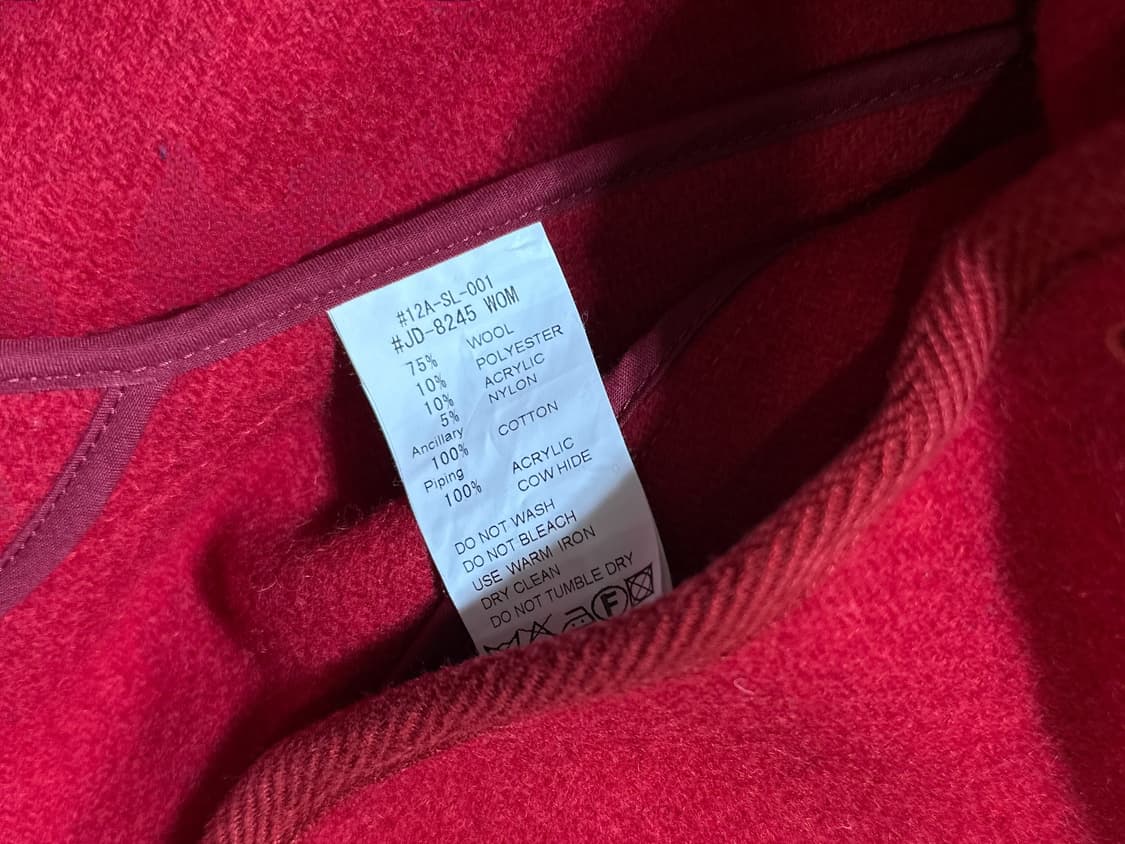 #12A-SL-001
#JD-8245 WOM
75% WOOL
10% POLYESTER
10% ACRYLIC
5% NYLON
Ancillary
100% COTTON
Piping
100% ACRYLIC
COW HIDE
DO NOT WASH
DO NOT BLEACH
USE WARM IRON
DRY CLEAN
DO NOT TUMBLE DRY
F